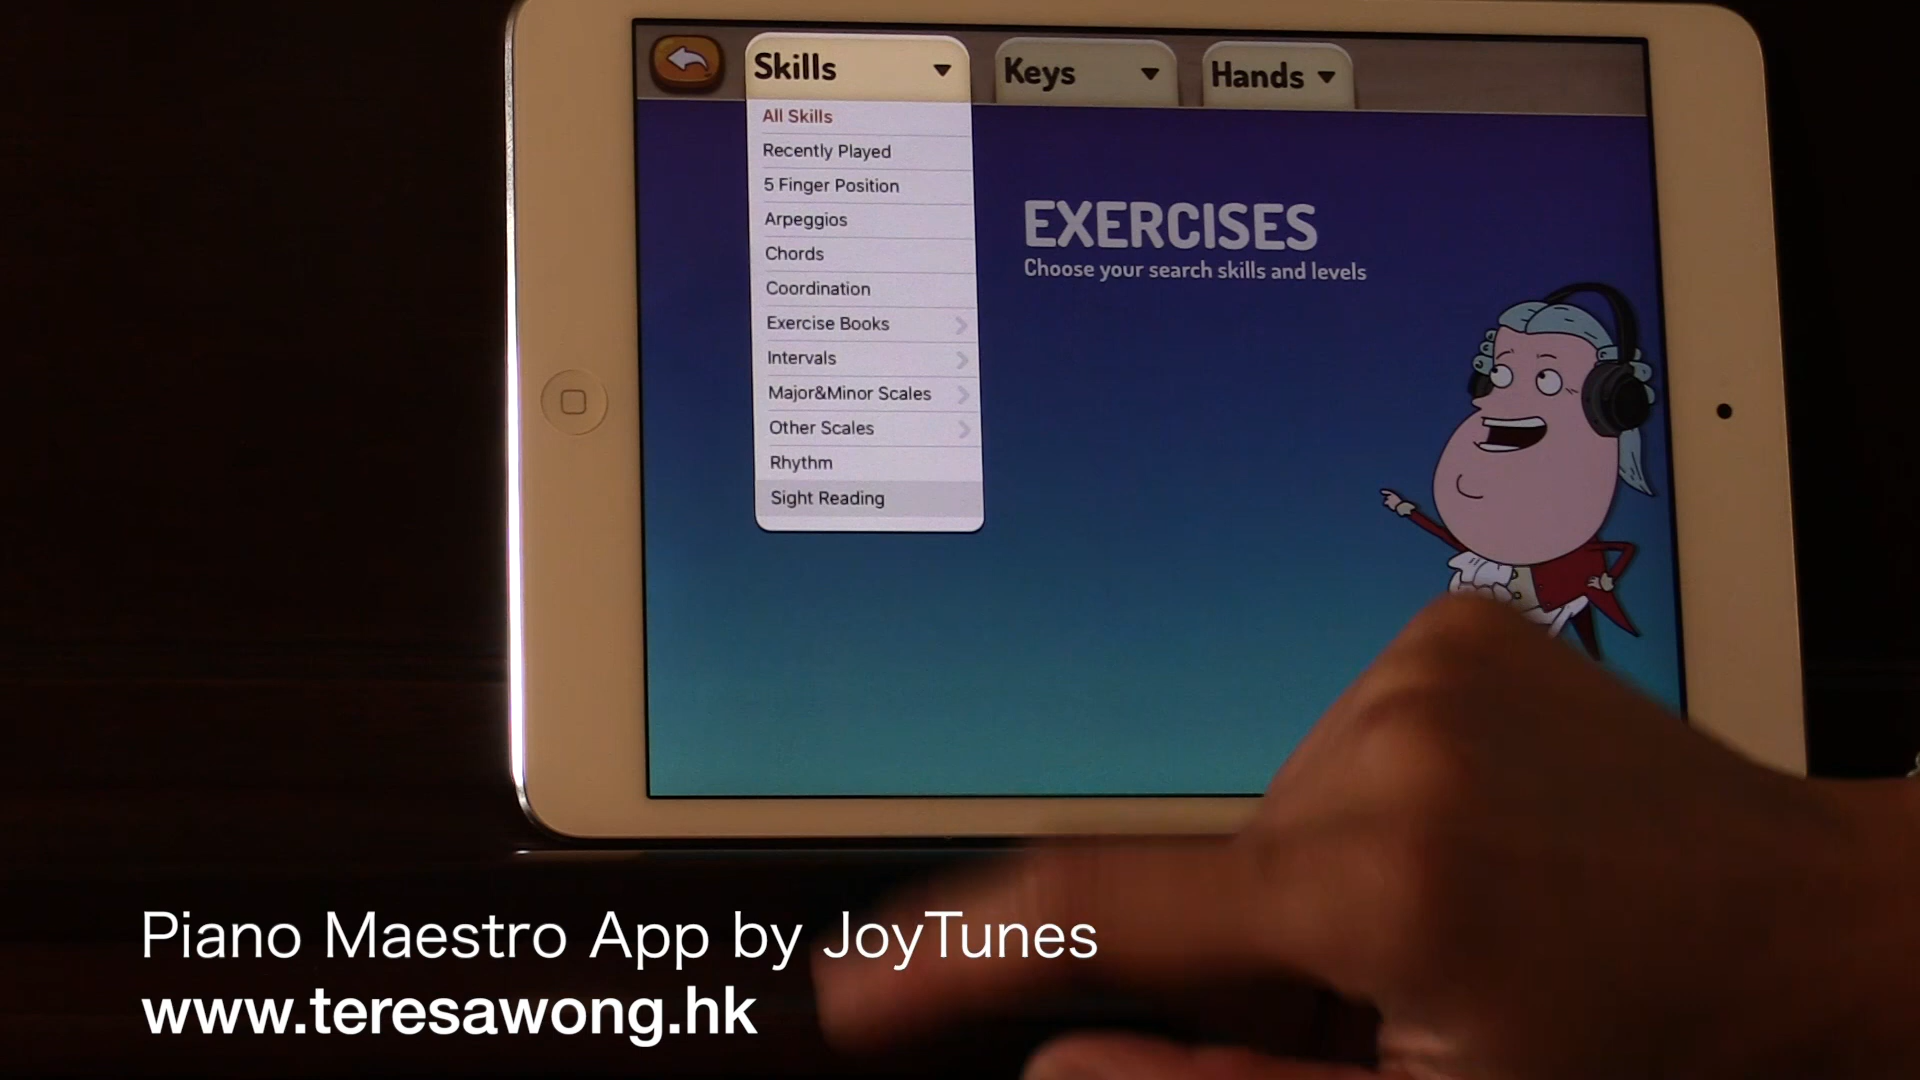 Skills
Keys
Hands
All Skills
Recently Played
5 Finger Position
Arpeggios
Chords
Coordination
Exercise Books
Intervals
Major&Minor Scales
Other Scales
Rhythm
Sight Reading
EXERCISES
Choose your search skills and levels
Piano Maestro App by JoyTunes
www.teresawong.hk